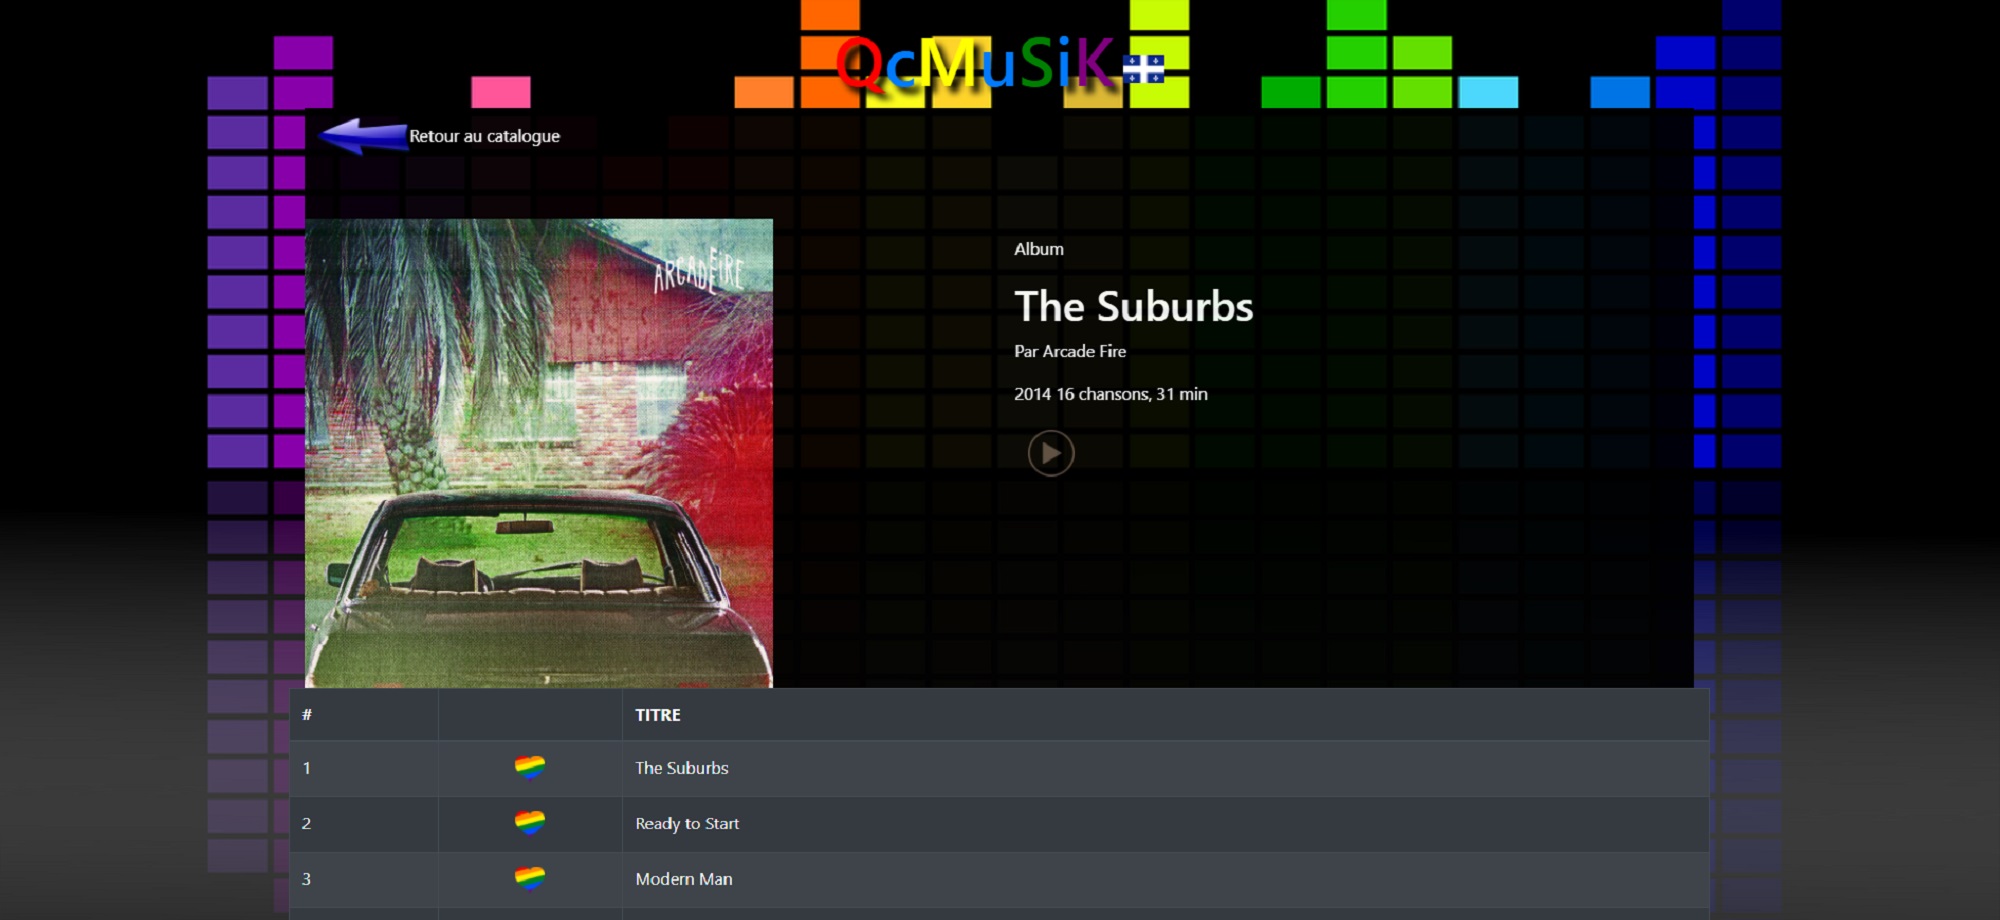 QcMuSiK
Retour au catalogue
ARCADE FIRE
Album
The Suburbs
Par Arcade Fire
2014 16 chansons, 31 min
# TITRE
1 The Suburbs
2 Ready to Start
3 Modern Man